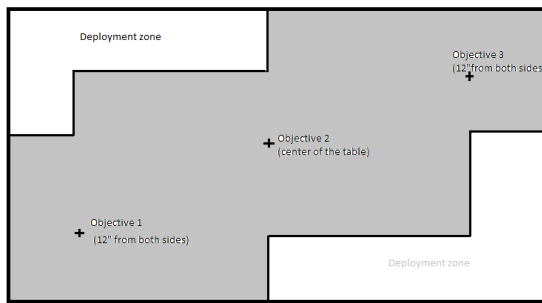 Deployment zone
Objective 3
(12"from both sides
Objective 2
(center of the table)
Objective 1
(12" from both sides)
Deployment zone